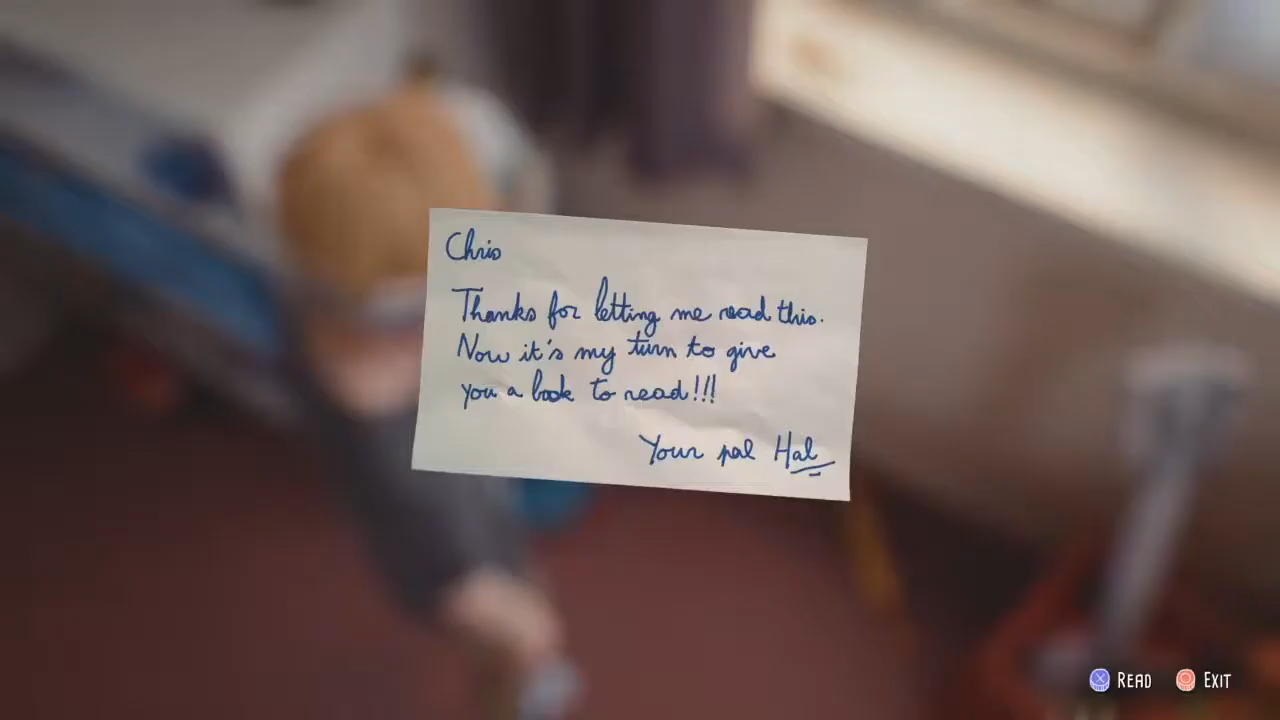 Chris
Thanks for letting me read this.
Now it's my turn to give
you a book to read!!!
Your pal Hal
READ EXIT